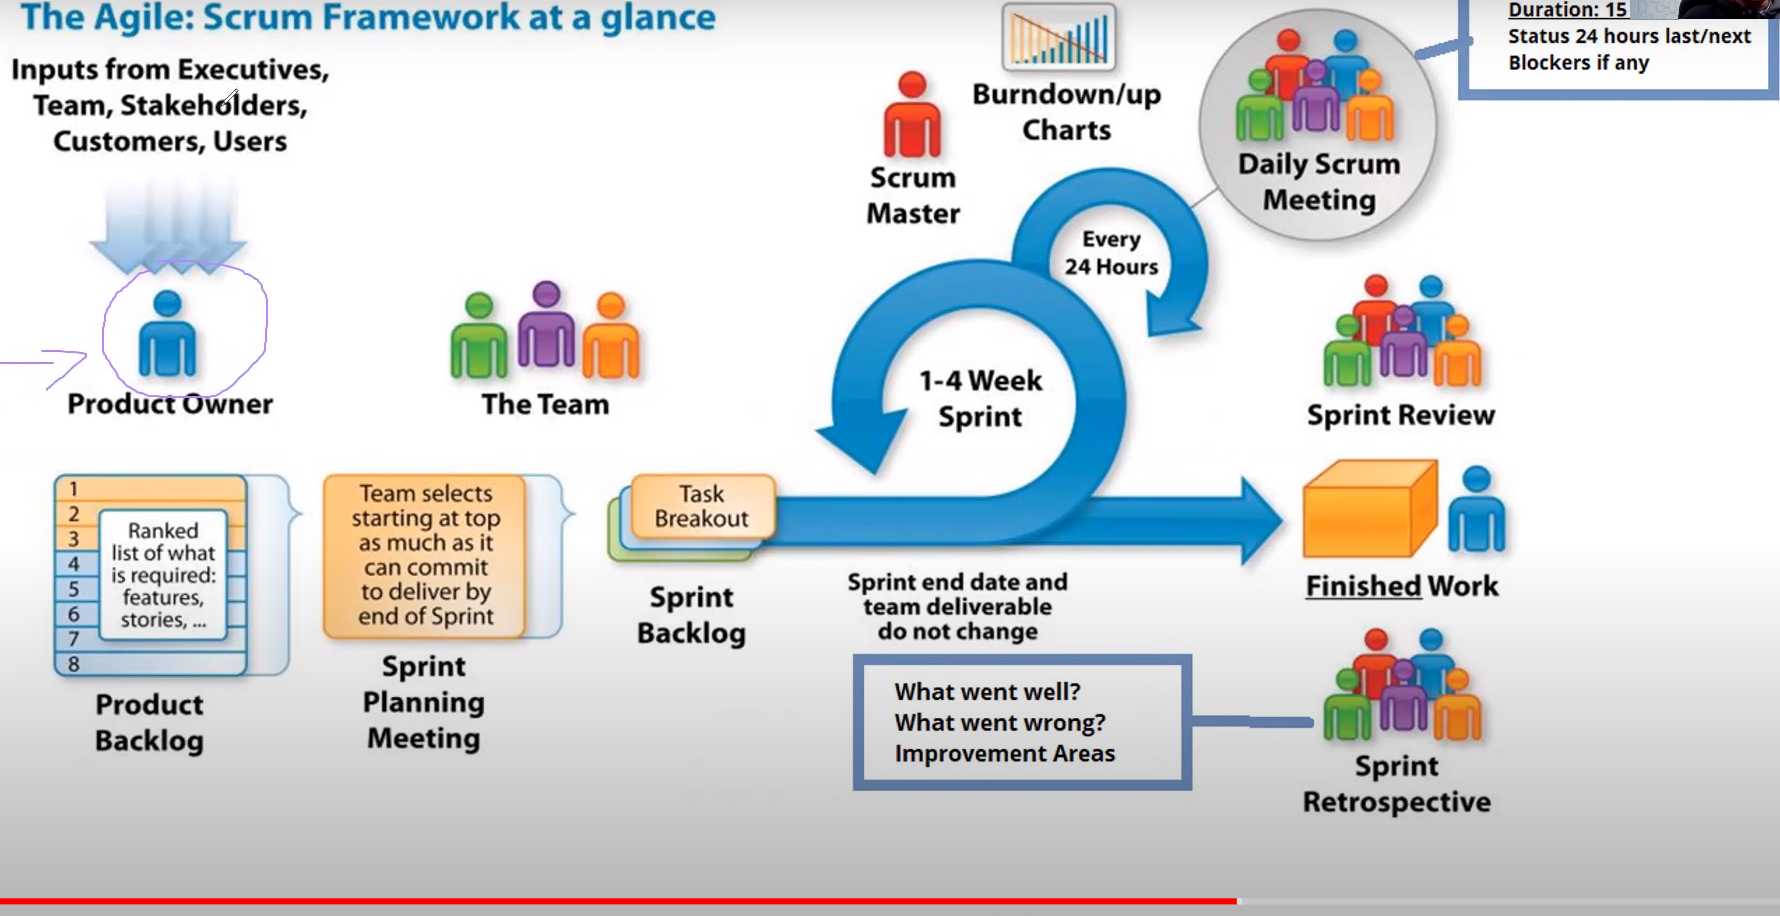 The Agile: Scrum Framework at a glance
Inputs from Executives,
Team, Stakeholders,
Customers, Users
Product Owner
The Team
Scrum
Master
Burndown/up
Charts
Daily Scrum
Meeting
Duration: 15
Status 24 hours last/next
Blockers if any
Every
24 Hours
1-4 Week
Sprint
Sprint Review
1
2
3
4
5
6
7
8
Ranked
list of what
is required:
features,
stories, ...
Product
Backlog
Team selects
starting at top
as much as it
can commit
to deliver by
end of Sprint
Sprint
Planning
Meeting
Task
Breakout
Sprint
Backlog
Sprint end date and
team deliverable
do not change
Finished Work
What went well?
What went wrong?
Improvement Areas
Sprint
Retrospective